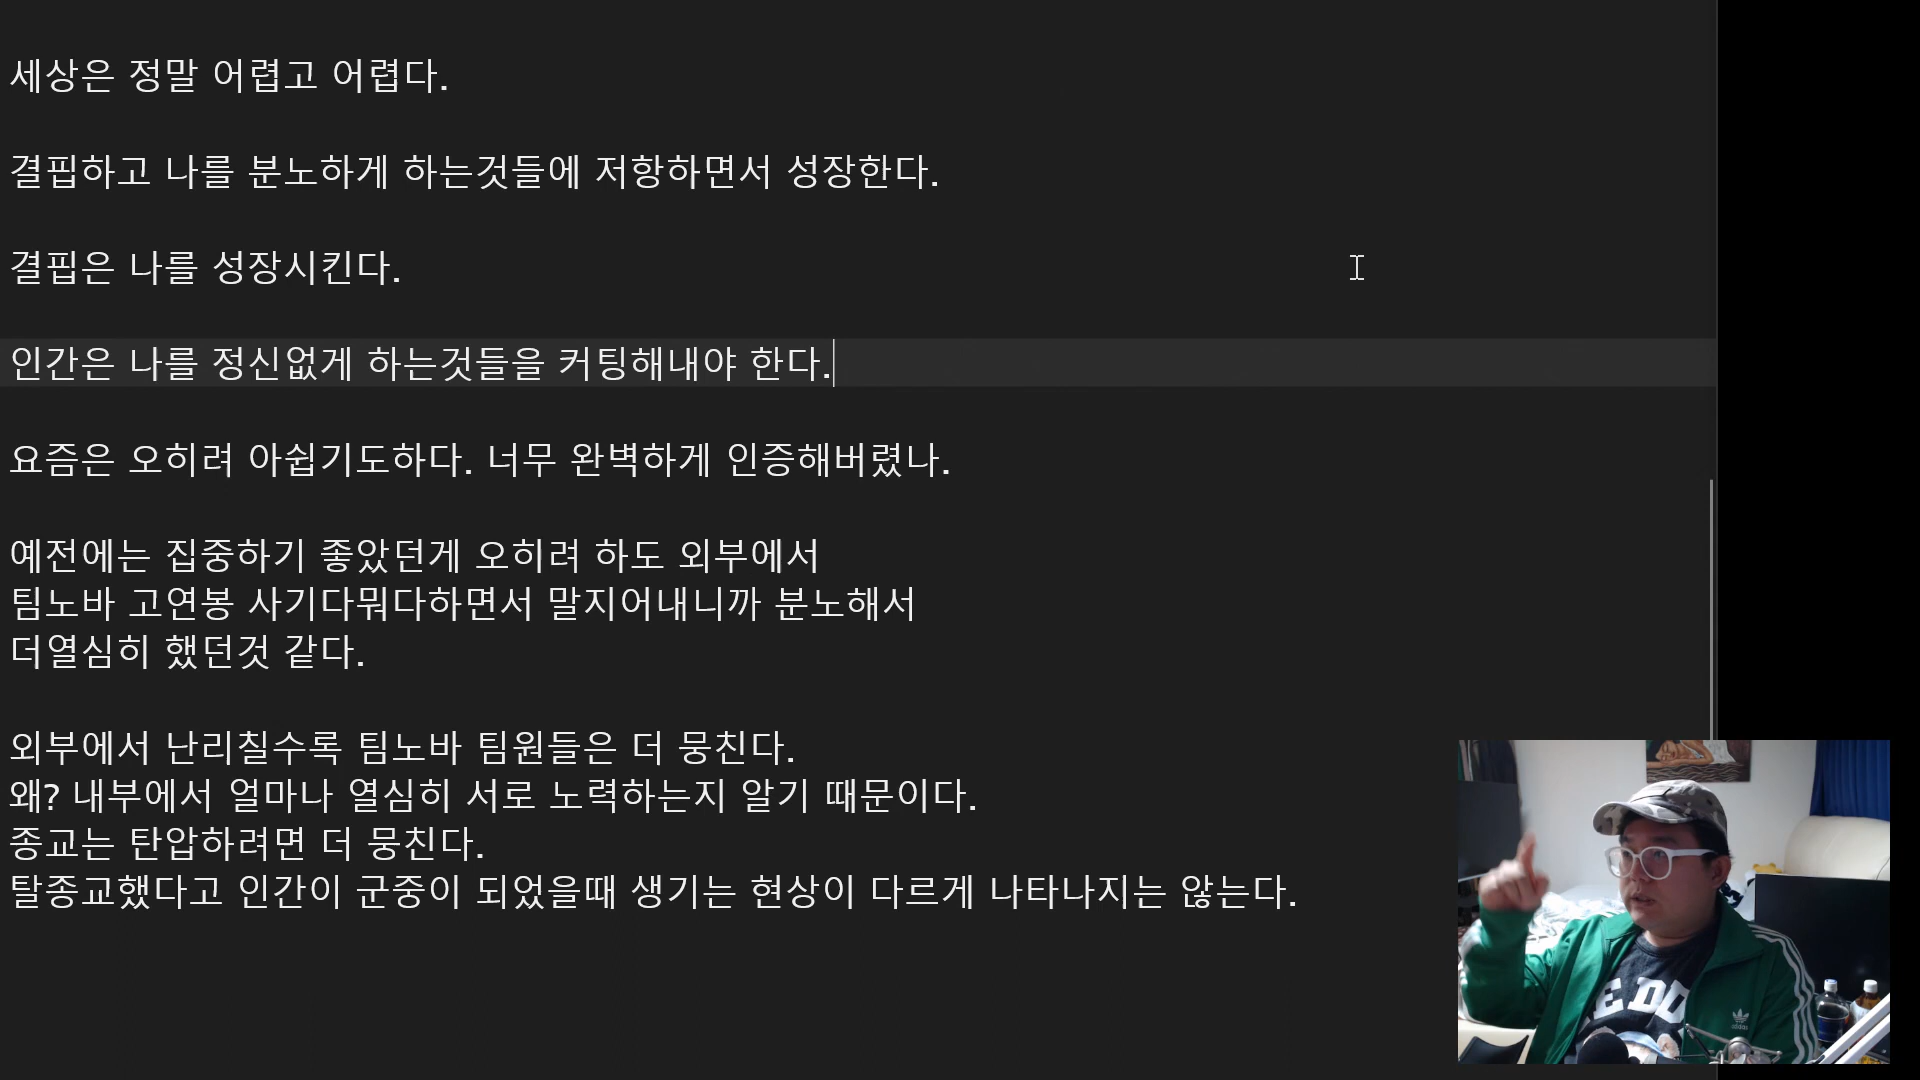 세상은 정말 어렵고 어렵다.
결핍하고 나를 분노하게 하는것들에 저항하면서 성장한다.
결핍은 나를 성장시킨다.
인간은 나를 정신없게 하는것들을 커팅해내야 한다.
요즘은 오히려 아쉽기도하다. 너무 완벽하게 인증해버렸나.
예전에는 집중하기 좋았던게 오히려 하도 외부에서
팀노바 고연봉 사기다뭐다하면서 말지어내니까 분노해서
더열심히 했던것 같다.
외부에서 난리칠수록 팀노바 팀원들은 더 뭉친다.
왜? 내부에서 얼마나 열심히 서로 노력하는지 알기 때문이다.
종교는 탄압하려면 더 뭉친다.
탈종교했다고 인간이 군중이 되었을때 생기는 현상이 다르게 나타나지는 않는다.
adidas